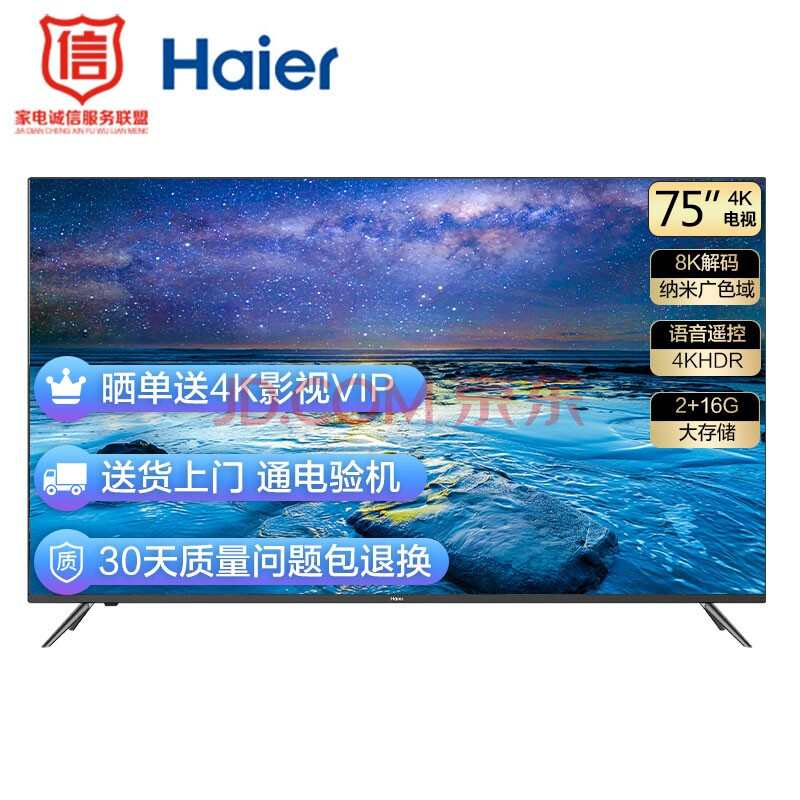 信
Haier
家电诚信服务联盟
JIA DIAN CHENG XIN FU WU LIAN MENG
75" 4K
电视
8K解码
纳米广色域
语音遥控
4KHDR
2+16G
大存储
晒单送4K影视VIP
JD.COM 京东
送货上门 通电验机
质 30天质量问题包退换
Haier